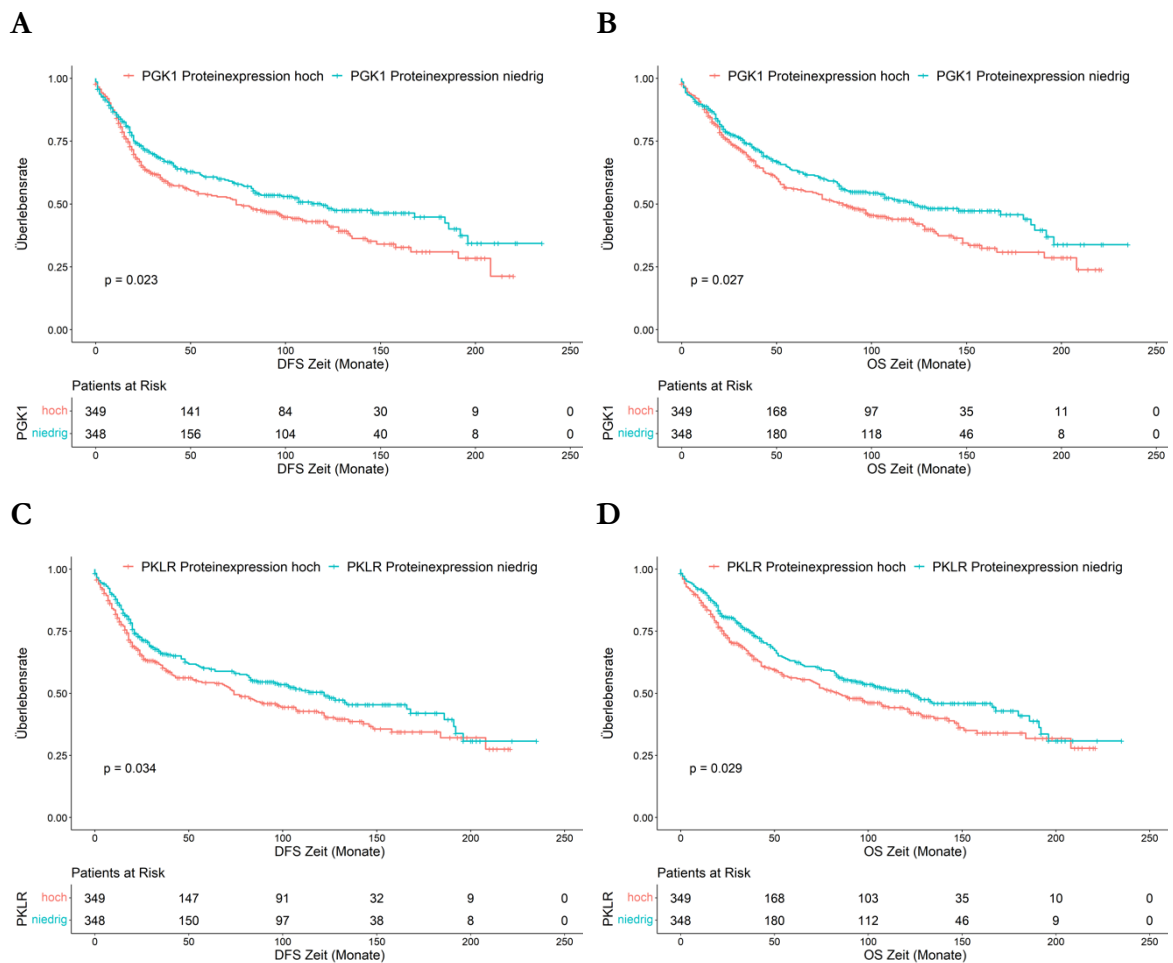 A
PGK1 Proteinexpression hoch PGK1 Proteinexpression niedrig
1.00
0.75
0.50
0.25
0.00
Überlebensrate
p = 0.023
0 50 100 150 200 250
DFS Zeit (Monate)
Patients at Risk
PGK1
hoch 349 141 84 30 9 0
niedrig 348 156 104 40 8 0
0 50 100 150 200 250
DFS Zeit (Monate)
B
PGK1 Proteinexpression hoch PGK1 Proteinexpression niedrig
1.00
0.75
0.50
0.25
0.00
Überlebensrate
p = 0.027
0 50 100 150 200 250
OS Zeit (Monate)
Patients at Risk
PGK1
hoch 349 168 97 35 11 0
niedrig 348 180 118 46 8 0
0 50 100 150 200 250
OS Zeit (Monate)
C
PKLR Proteinexpression hoch PKLR Proteinexpression niedrig
1.00
0.75
0.50
0.25
0.00
Überlebensrate
p = 0.034
0 50 100 150 200 250
DFS Zeit (Monate)
Patients at Risk
PKLR
hoch 349 147 91 32 9 0
niedrig 348 150 97 38 8 0
0 50 100 150 200 250
DFS Zeit (Monate)
D
PKLR Proteinexpression hoch PKLR Proteinexpression niedrig
1.00
0.75
0.50
0.25
0.00
Überlebensrate
p = 0.029
0 50 100 150 200 250
OS Zeit (Monate)
Patients at Risk
PKLR
hoch 349 168 103 35 10 0
niedrig 348 180 112 46 9 0
0 50 100 150 200 250
OS Zeit (Monate)